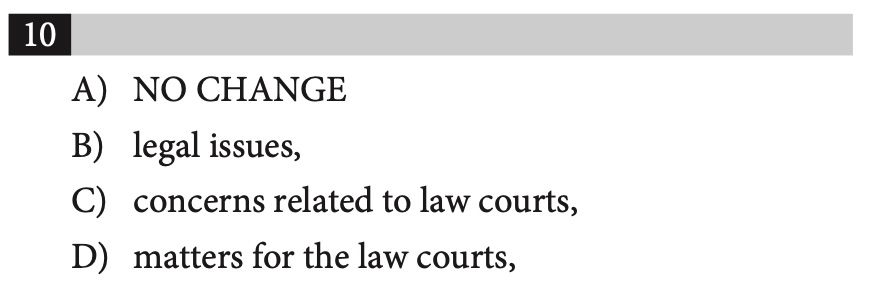 10
A) NO CHANGE
B) legal issues,
C) concerns related to law courts,
D) matters for the law courts,